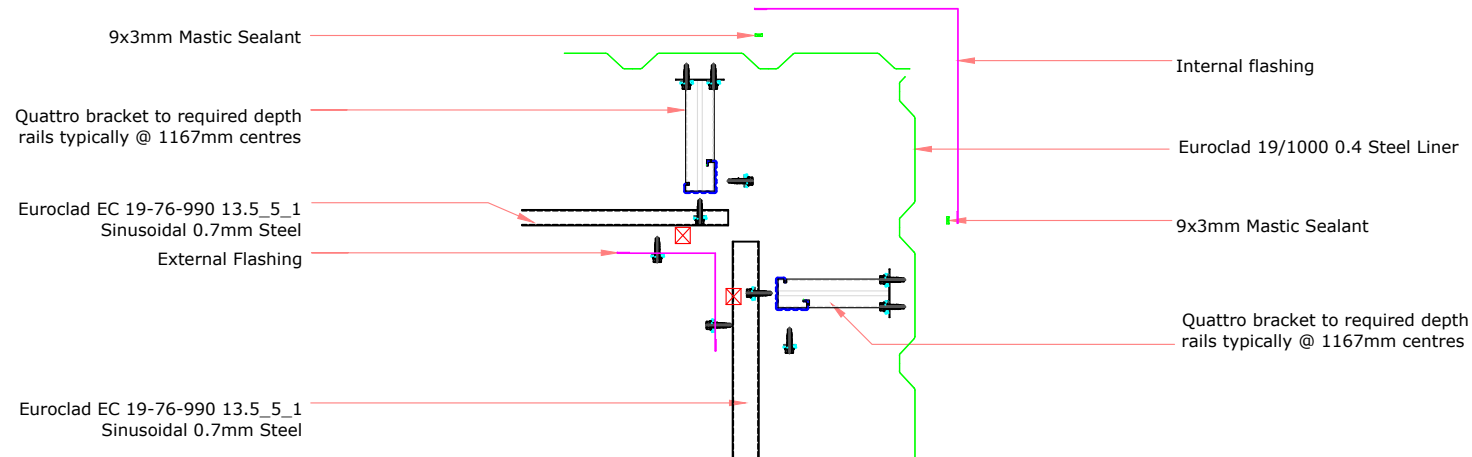 9x3mm Mastic Sealant
Quattro bracket to required depth
rails typically @ 1167mm centres
Euroclad EC 19-76-990 13.5_5_1
Sinusoidal 0.7mm Steel
External Flashing
Euroclad EC 19-76-990 13.5_5_1
Sinusoidal 0.7mm Steel
Internal flashing
Euroclad 19/1000 0.4 Steel Liner
9x3mm Mastic Sealant
Quattro bracket to required depth
rails typically @ 1167mm centres